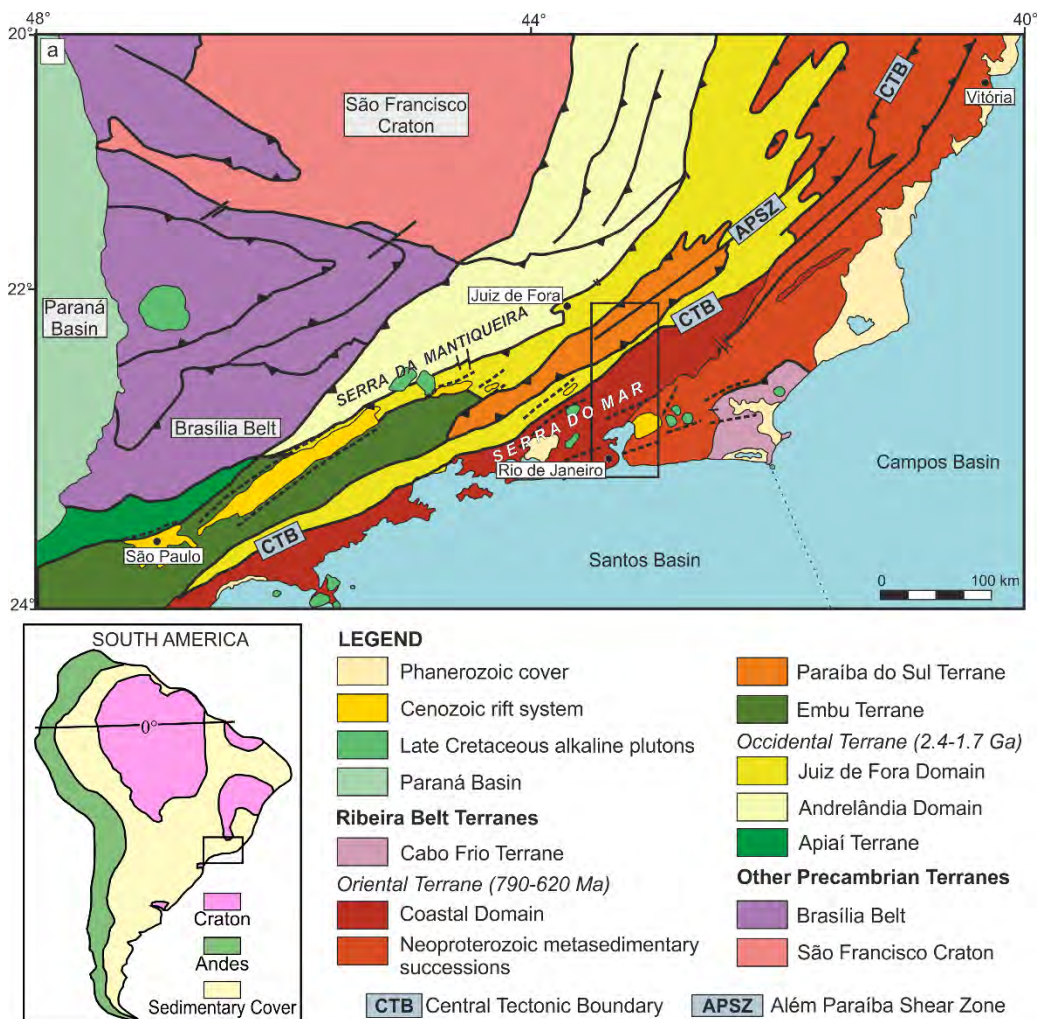 48°
44°
40°
20°
a
São Francisco
Craton
CTB
Vitória
APSZ
22°
Juiz de Fora
Paraná
Basin
CTB
SERRA DA MANTIQUEIRA
SERRA DO MAR
Brasília Belt
Rio de Janeiro
Campos Basin
São Paulo
CTB
Santos Basin
0 100 km
24°
SOUTH AMERICA
0°
Craton
Andes
Sedimentary Cover
LEGEND
Phanerozoic cover
Cenozoic rift system
Late Cretaceous alkaline plutons
Paraná Basin
Ribeira Belt Terranes
Cabo Frio Terrane
Oriental Terrane (790-620 Ma)
Coastal Domain
Neoproterozoic metasedimentary
successions
Paraíba do Sul Terrane
Embu Terrane
Occidental Terrane (2.4-1.7 Ga)
Juiz de Fora Domain
Andrelândia Domain
Apiaí Terrane
Other Precambrian Terranes
Brasília Belt
São Francisco Craton
CTB Central Tectonic Boundary
APSZ Além Paraíba Shear Zone